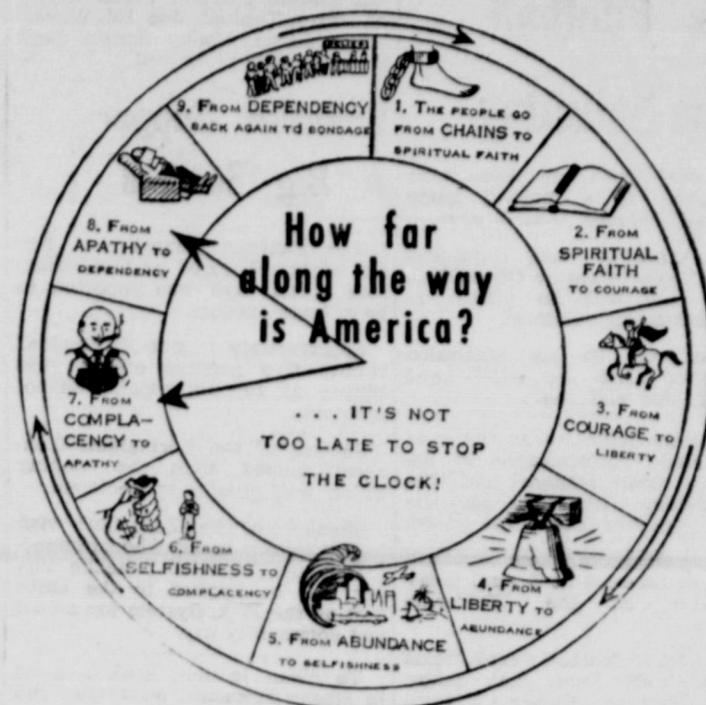 1. THE PEOPLE GO
FROM CHAINS TO
SPIRITUAL FAITH
2. FROM
SPIRITUAL
FAITH
TO COURAGE
3. FROM
COURAGE TO
LIBERTY
4. FROM
LIBERTY TO
ABUNDANCE
5. FROM ABUNDANCE
TO SELFISHNESS
6. FROM
SELFISHNESS TO
COMPLACENCY
7. FROM
COMPLA-
CENCY TO
APATHY
8. FROM
APATHY TO
DEPENDENCY
9. FROM DEPENDENCY
BACK AGAIN TO BONDAGE
How far
along the way
is America?
. . . IT'S NOT
TOO LATE TO STOP
THE CLOCK!